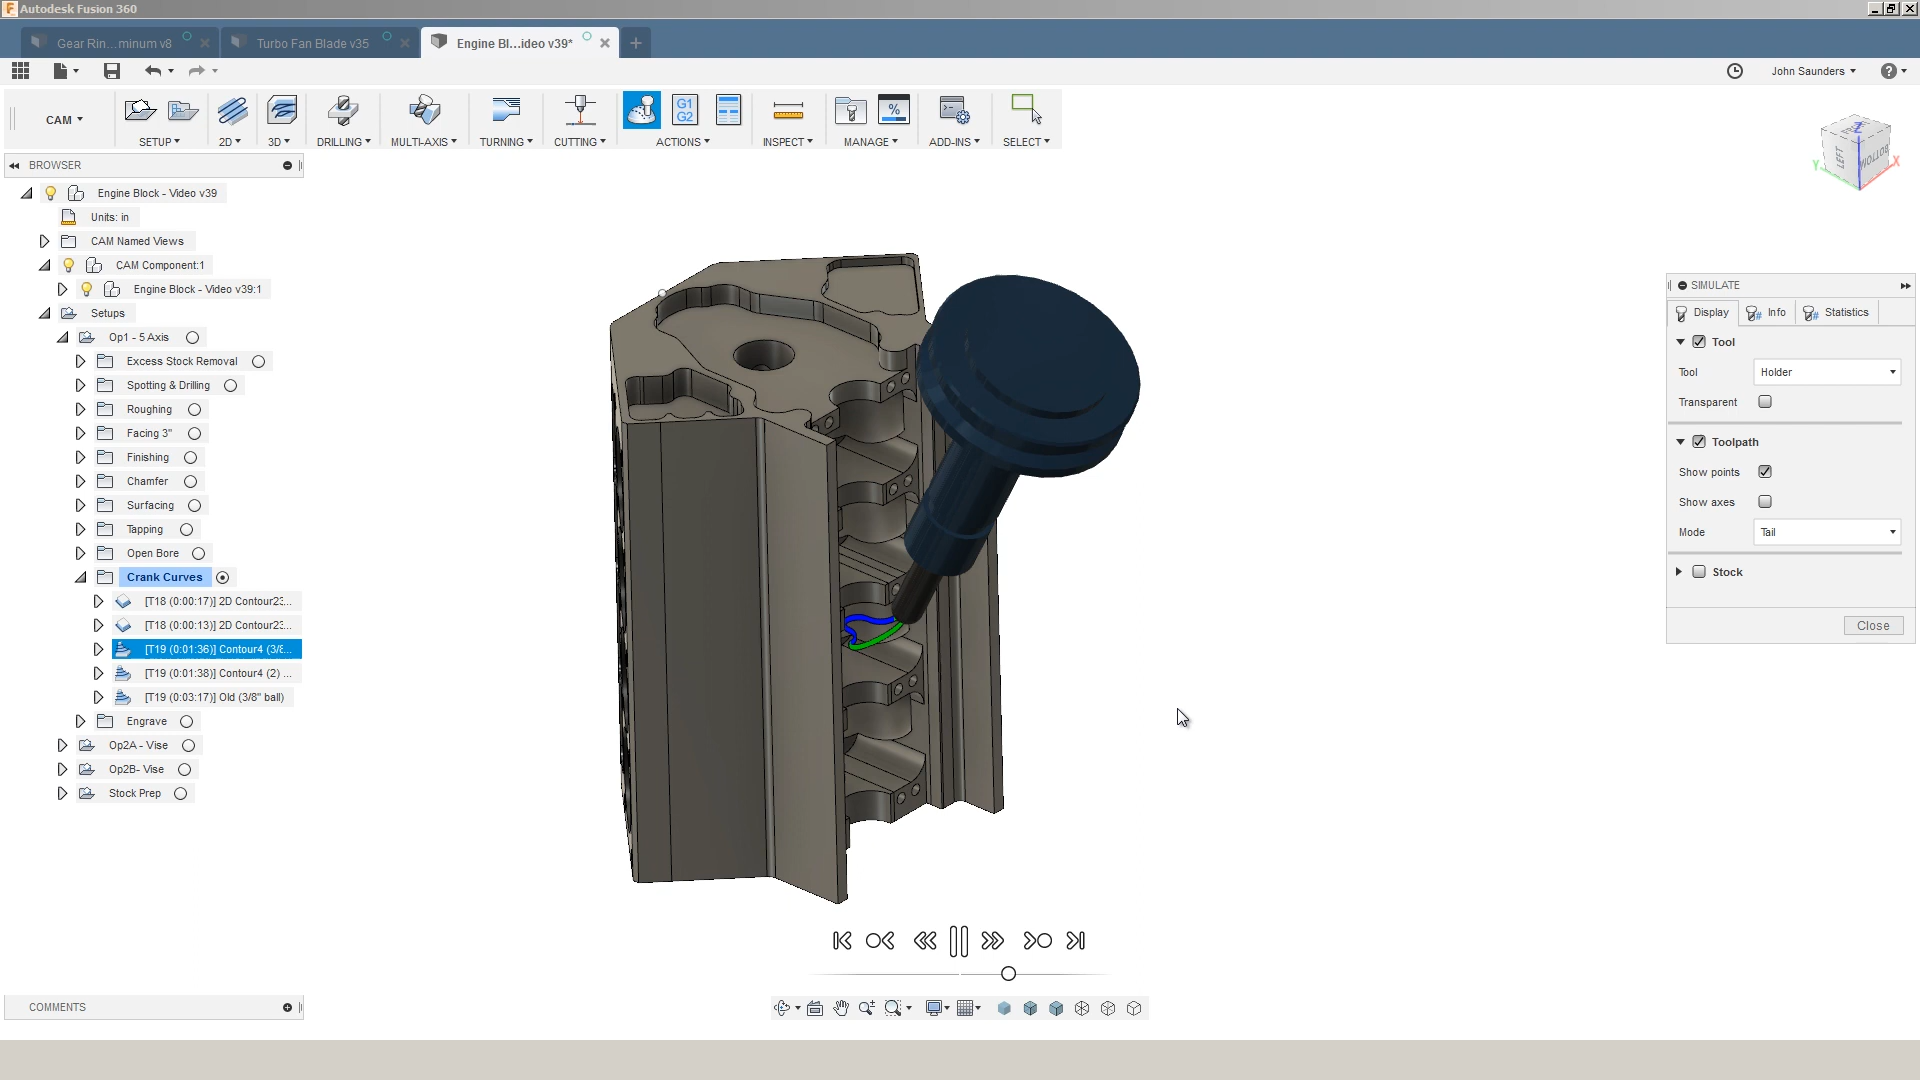 Autodesk Fusion 360
Gear Rin...minum v8
Turbo Fan Blade v35
Engine Bl...ideo v39*
John Saunders
CAM
G1
G2
%
SETUP
2D
3D
DRILLING
MULTI-AXIS
TURNING
CUTTING
ACTIONS
INSPECT
MANAGE
ADD-INS
SELECT
Z
LEFT
BOTTOM
Y
X
BROWSER
Engine Block - Video v39
Units: in
CAM Named Views
CAM Component:1
Engine Block - Video v39:1
Setups
Op1 - 5 Axis
Excess Stock Removal
Spotting & Drilling
Roughing
Facing 3"
Finishing
Chamfer
Surfacing
Tapping
Open Bore
Crank Curves
[T18 (0:00:17)] 2D Contour23...
[T18 (0:00:13)] 2D Contour23...
[T19 (0:01:36)] Contour4 (3/8...
[T19 (0:01:38)] Contour4 (2) ...
[T19 (0:03:17)] Old (3/8" ball)
Engrave
Op2A - Vise
Op2B- Vise
Stock Prep
SIMULATE
Display
Info
Statistics
Tool
Tool
Holder
Transparent
Toolpath
Show points
Show axes
Mode
Tail
Stock
Close
COMMENTS